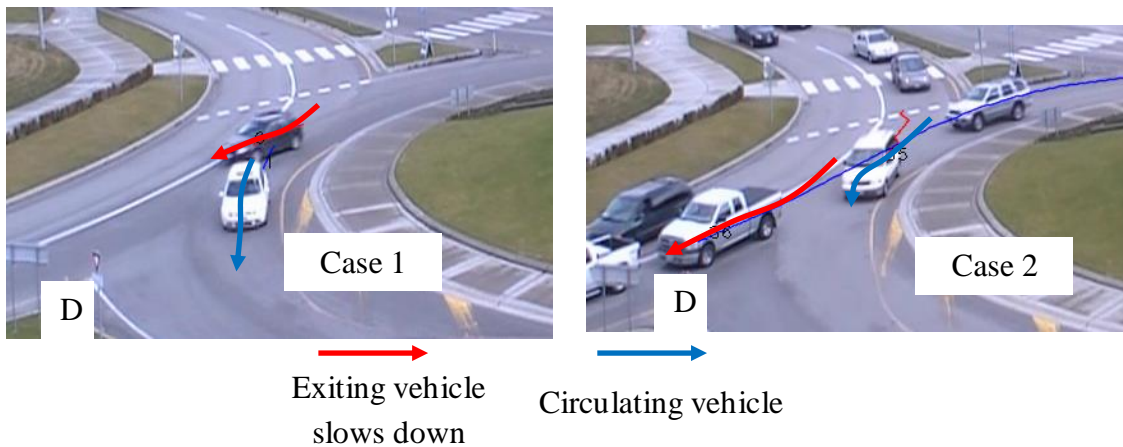 Case 1
D
Case 2
D
Exiting vehicle
slows down
Circulating vehicle